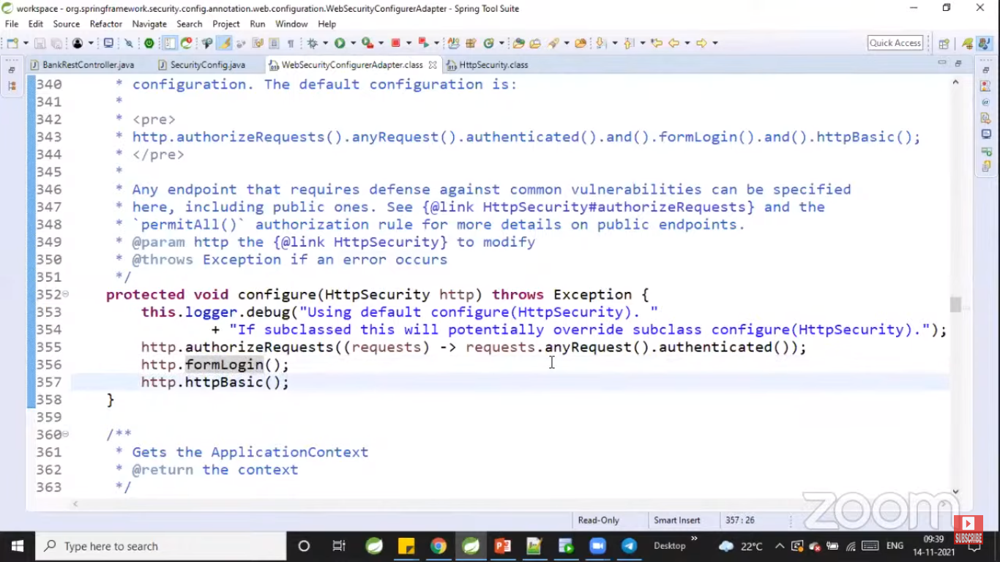 workspace - org.springframework.security.config.annotation.web.configuration.WebSecurityConfigurerAdapter - Spring Tool Suite
File Edit Source Refactor Navigate Search Project Run Window Help
Quick Access
BankRestController.java SecurityConfig.java WebSecurityConfigurerAdapter.class HttpSecurity.class
340 * configuration. The default configuration is:
341 *
342 * <pre>
343 * http.authorizeRequests().anyRequest().authenticated().and().formLogin().and().httpBasic();
344 * </pre>
345 *
346 * Any endpoint that requires defense against common vulnerabilities can be specified
347 * here, including public ones. See {@link HttpSecurity#authorizeRequests} and the
348 * `permitAll()` authorization rule for more details on public endpoints.
349 * @param http the {@link HttpSecurity} to modify
350 * @throws Exception if an error occurs
351 */
352 protected void configure(HttpSecurity http) throws Exception {
353 this.logger.debug("Using default configure(HttpSecurity). "
354 + "If subclassed this will potentially override subclass configure(HttpSecurity).");
355 http.authorizeRequests((requests) -> requests.anyRequest().authenticated());
356 http.formLogin();
357 http.httpBasic();
358 }
359
360 /**
361 * Gets the ApplicationContext
362 * @return the context
363 */
Read-Only Smart Insert 357 : 26
zoom
SUBSCRIBE
Type here to search Desktop 22°C ENG 09:39
14-11-2021